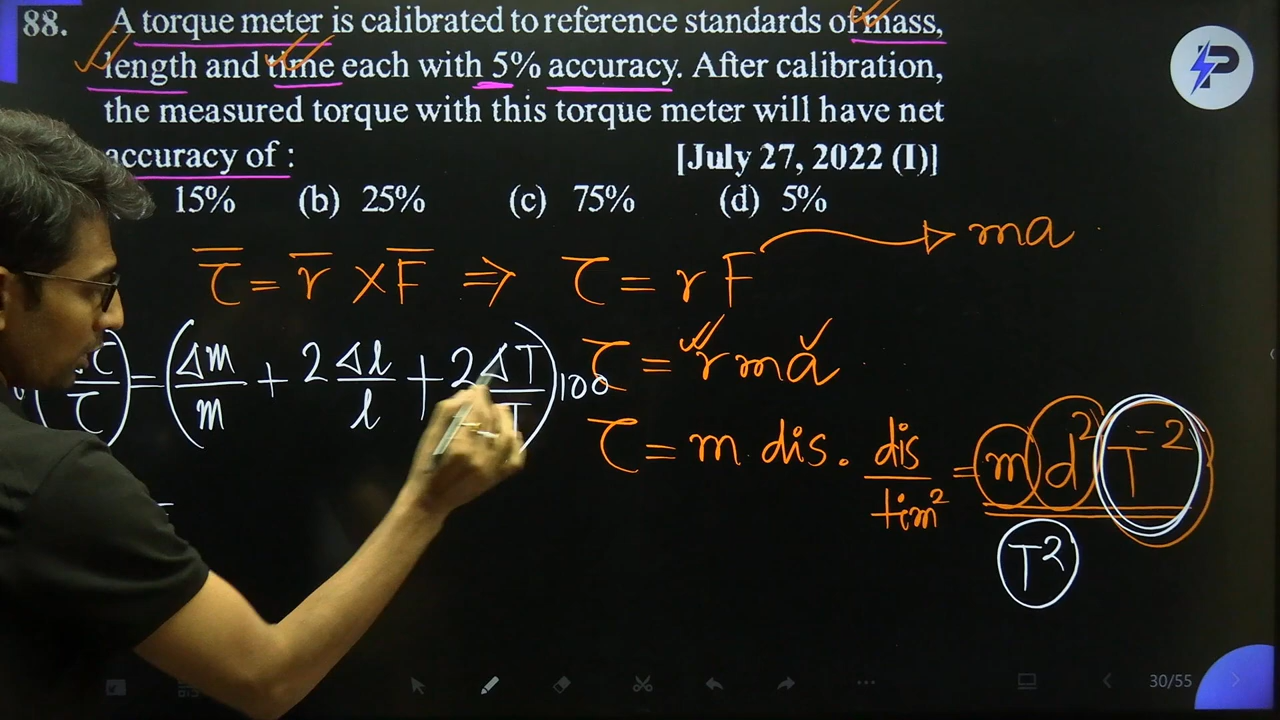 88. A torque meter is calibrated to reference standards of mass,
length and time each with 5% accuracy. After calibration,
the measured torque with this torque meter will have net
accuracy of : [July 27, 2022 (I)]
15% (b) 25% (c) 75% (d) 5%
τ̅ = r̅ × F̅ ⇒ τ = r F → ma
τ = r m a
(τ/τ) = (Δm/m + 2 Δl/l + 2 ΔT/T) 100
τ = m dis. dis/tim² = m d² T⁻²
T²
30/55